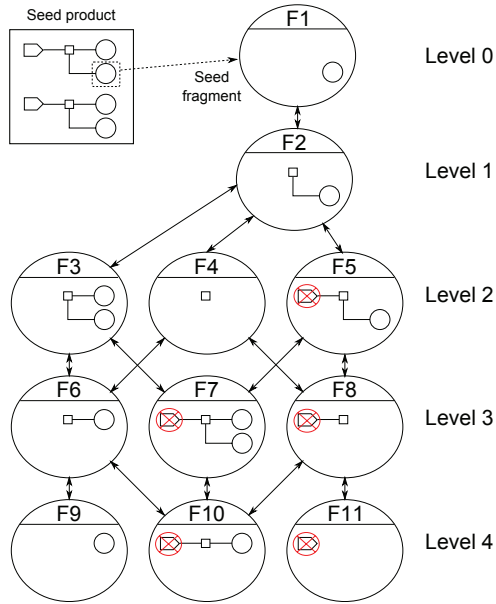 Seed product
F1
Level 0
Seed
fragment
F2
Level 1
F3
F4
F5
Level 2
F6
F7
F8
Level 3
F9
F10
F11
Level 4